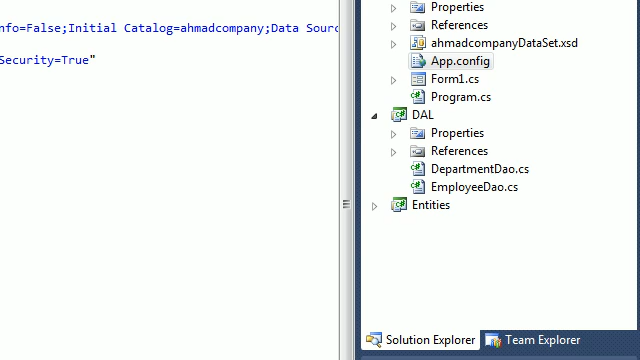 nfo=False;Initial Catalog=ahmadcompany;Data Sourc
Security=True"
Properties
References
ahmadcompanyDataSet.xsd
App.config
Form1.cs
Program.cs
DAL
Properties
References
DepartmentDao.cs
EmployeeDao.cs
Entities
Solution Explorer
Team Explorer